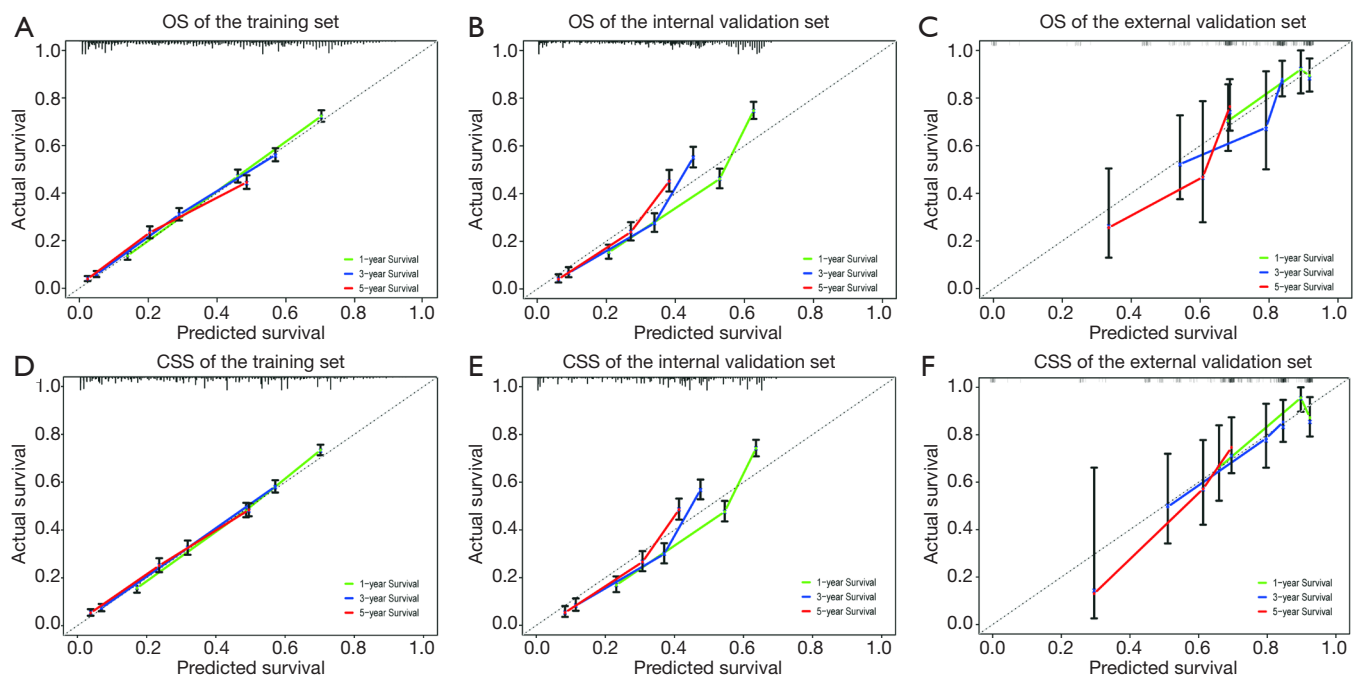 A
OS of the training set
1.0
0.8
0.6
0.4
0.2
0.0
Actual survival
1-year Survival
3-year Survival
5-year Survival
0.0 0.2 0.4 0.6 0.8 1.0
Predicted survival
B
OS of the internal validation set
1.0
0.8
0.6
0.4
0.2
0.0
Actual survival
1-year Survival
3-year Survival
5-year Survival
0.0 0.2 0.4 0.6 0.8 1.0
Predicted survival
C
OS of the external validation set
1.0
0.8
0.6
0.4
0.2
0.0
Actual survival
1-year Survival
3-year Survival
5-year Survival
0.0 0.2 0.4 0.6 0.8 1.0
Predicted survival
D
CSS of the training set
1.0
0.8
0.6
0.4
0.2
0.0
Actual survival
1-year Survival
3-year Survival
5-year Survival
0.0 0.2 0.4 0.6 0.8 1.0
Predicted survival
E
CSS of the internal validation set
1.0
0.8
0.6
0.4
0.2
0.0
Actual survival
1-year Survival
3-year Survival
5-year Survival
0.0 0.2 0.4 0.6 0.8 1.0
Predicted survival
F
CSS of the external validation set
1.0
0.8
0.6
0.4
0.2
0.0
Actual survival
1-year Survival
3-year Survival
5-year Survival
0.0 0.2 0.4 0.6 0.8 1.0
Predicted survival